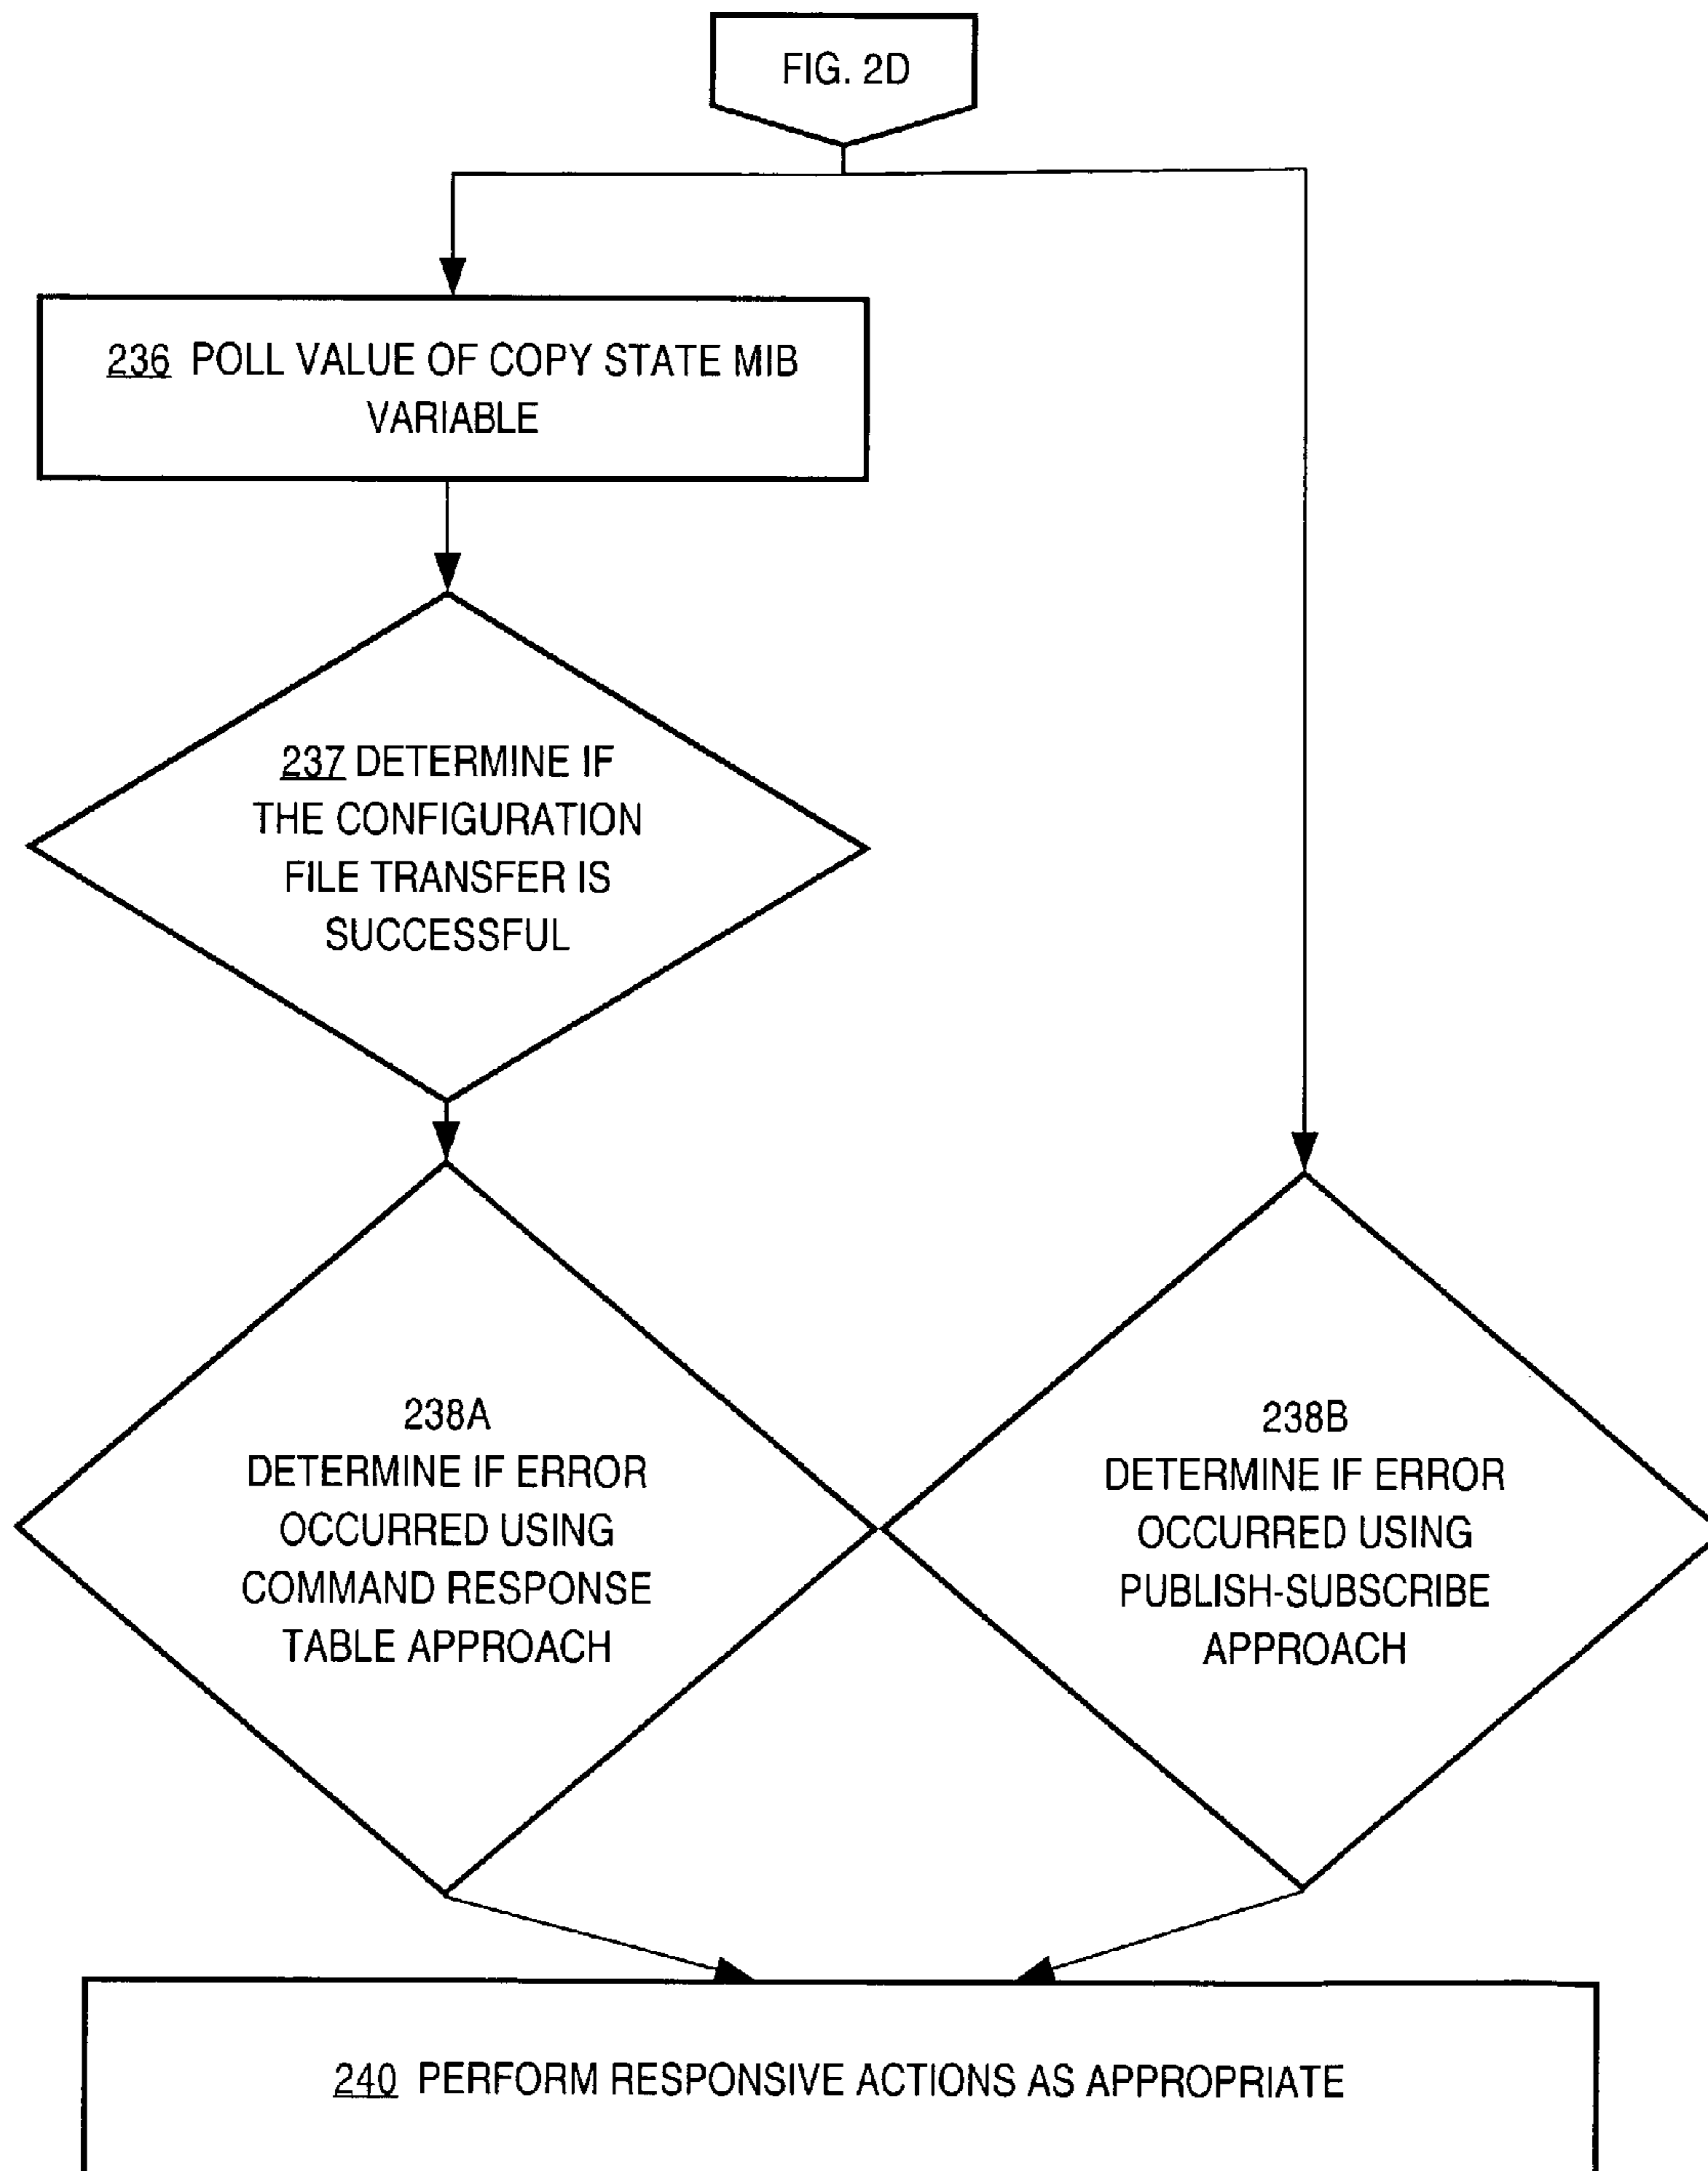 FIG. 2D
236 POLL VALUE OF COPY STATE MIB
VARIABLE
237 DETERMINE IF
THE CONFIGURATION
FILE TRANSFER IS
SUCCESSFUL
238A
DETERMINE IF ERROR
OCCURRED USING
COMMAND RESPONSE
TABLE APPROACH
238B
DETERMINE IF ERROR
OCCURRED USING
PUBLISH-SUBSCRIBE
APPROACH
240 PERFORM RESPONSIVE ACTIONS AS APPROPRIATE